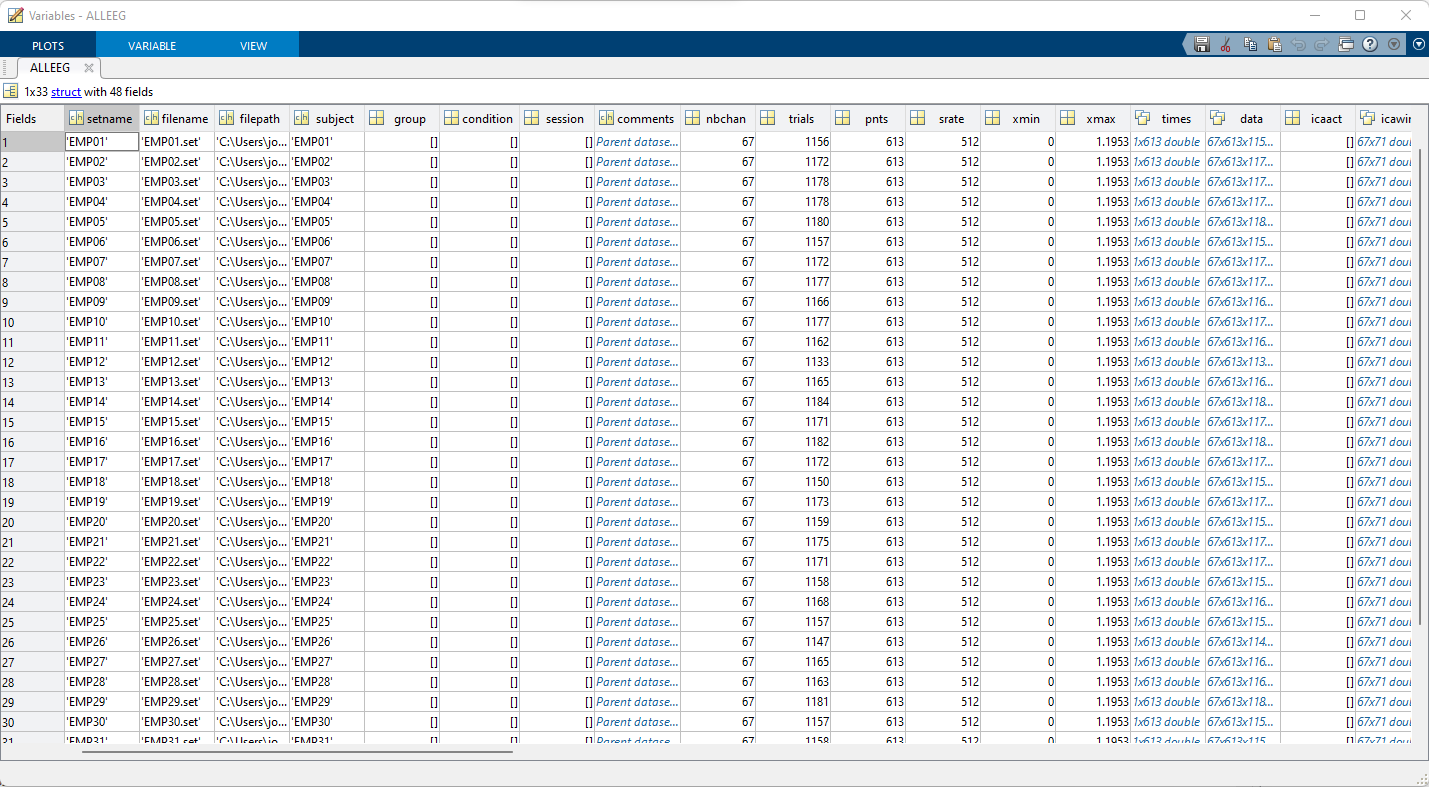 Variables - ALLEEG
PLOTS VARIABLE VIEW
ALLEEG
1x33 struct with 48 fields
Fields setname filename filepath subject group condition session comments nbchan trials pnts srate xmin xmax times data icaact icawin
1 'EMP01' 'EMP01.set' 'C:\Users\jo... 'EMP01' [] [] [] Parent datase... 67 1156 613 512 0 1.1953 1x613 double 67x613x115... [] 67x71 doul
2 'EMP02' 'EMP02.set' 'C:\Users\jo... 'EMP02' [] [] [] Parent datase... 67 1172 613 512 0 1.1953 1x613 double 67x613x117... [] 67x71 doul
3 'EMP03' 'EMP03.set' 'C:\Users\jo... 'EMP03' [] [] [] Parent datase... 67 1178 613 512 0 1.1953 1x613 double 67x613x117... [] 67x71 doul
4 'EMP04' 'EMP04.set' 'C:\Users\jo... 'EMP04' [] [] [] Parent datase... 67 1178 613 512 0 1.1953 1x613 double 67x613x117... [] 67x71 doul
5 'EMP05' 'EMP05.set' 'C:\Users\jo... 'EMP05' [] [] [] Parent datase... 67 1180 613 512 0 1.1953 1x613 double 67x613x118... [] 67x71 doul
6 'EMP06' 'EMP06.set' 'C:\Users\jo... 'EMP06' [] [] [] Parent datase... 67 1157 613 512 0 1.1953 1x613 double 67x613x115... [] 67x71 doul
7 'EMP07' 'EMP07.set' 'C:\Users\jo... 'EMP07' [] [] [] Parent datase... 67 1172 613 512 0 1.1953 1x613 double 67x613x117... [] 67x71 doul
8 'EMP08' 'EMP08.set' 'C:\Users\jo... 'EMP08' [] [] [] Parent datase... 67 1177 613 512 0 1.1953 1x613 double 67x613x117... [] 67x71 doul
9 'EMP09' 'EMP09.set' 'C:\Users\jo... 'EMP09' [] [] [] Parent datase... 67 1166 613 512 0 1.1953 1x613 double 67x613x116... [] 67x71 doul
10 'EMP10' 'EMP10.set' 'C:\Users\jo... 'EMP10' [] [] [] Parent datase... 67 1177 613 512 0 1.1953 1x613 double 67x613x117... [] 67x71 doul
11 'EMP11' 'EMP11.set' 'C:\Users\jo... 'EMP11' [] [] [] Parent datase... 67 1162 613 512 0 1.1953 1x613 double 67x613x116... [] 67x71 doul
12 'EMP12' 'EMP12.set' 'C:\Users\jo... 'EMP12' [] [] [] Parent datase... 67 1133 613 512 0 1.1953 1x613 double 67x613x113... [] 67x71 doul
13 'EMP13' 'EMP13.set' 'C:\Users\jo... 'EMP13' [] [] [] Parent datase... 67 1165 613 512 0 1.1953 1x613 double 67x613x116... [] 67x71 doul
14 'EMP14' 'EMP14.set' 'C:\Users\jo... 'EMP14' [] [] [] Parent datase... 67 1184 613 512 0 1.1953 1x613 double 67x613x118... [] 67x71 doul
15 'EMP15' 'EMP15.set' 'C:\Users\jo... 'EMP15' [] [] [] Parent datase... 67 1171 613 512 0 1.1953 1x613 double 67x613x117... [] 67x71 doul
16 'EMP16' 'EMP16.set' 'C:\Users\jo... 'EMP16' [] [] [] Parent datase... 67 1182 613 512 0 1.1953 1x613 double 67x613x118... [] 67x71 doul
17 'EMP17' 'EMP17.set' 'C:\Users\jo... 'EMP17' [] [] [] Parent datase... 67 1172 613 512 0 1.1953 1x613 double 67x613x117... [] 67x71 doul
18 'EMP18' 'EMP18.set' 'C:\Users\jo... 'EMP18' [] [] [] Parent datase... 67 1150 613 512 0 1.1953 1x613 double 67x613x115... [] 67x71 doul
19 'EMP19' 'EMP19.set' 'C:\Users\jo... 'EMP19' [] [] [] Parent datase... 67 1173 613 512 0 1.1953 1x613 double 67x613x117... [] 67x71 doul
20 'EMP20' 'EMP20.set' 'C:\Users\jo... 'EMP20' [] [] [] Parent datase... 67 1159 613 512 0 1.1953 1x613 double 67x613x115... [] 67x71 doul
21 'EMP21' 'EMP21.set' 'C:\Users\jo... 'EMP21' [] [] [] Parent datase... 67 1175 613 512 0 1.1953 1x613 double 67x613x117... [] 67x71 doul
22 'EMP22' 'EMP22.set' 'C:\Users\jo... 'EMP22' [] [] [] Parent datase... 67 1171 613 512 0 1.1953 1x613 double 67x613x117... [] 67x71 doul
23 'EMP23' 'EMP23.set' 'C:\Users\jo... 'EMP23' [] [] [] Parent datase... 67 1158 613 512 0 1.1953 1x613 double 67x613x115... [] 67x71 doul
24 'EMP24' 'EMP24.set' 'C:\Users\jo... 'EMP24' [] [] [] Parent datase... 67 1168 613 512 0 1.1953 1x613 double 67x613x116... [] 67x71 doul
25 'EMP25' 'EMP25.set' 'C:\Users\jo... 'EMP25' [] [] [] Parent datase... 67 1157 613 512 0 1.1953 1x613 double 67x613x115... [] 67x71 doul
26 'EMP26' 'EMP26.set' 'C:\Users\jo... 'EMP26' [] [] [] Parent datase... 67 1147 613 512 0 1.1953 1x613 double 67x613x114... [] 67x71 doul
27 'EMP27' 'EMP27.set' 'C:\Users\jo... 'EMP27' [] [] [] Parent datase... 67 1165 613 512 0 1.1953 1x613 double 67x613x116... [] 67x71 doul
28 'EMP28' 'EMP28.set' 'C:\Users\jo... 'EMP28' [] [] [] Parent datase... 67 1163 613 512 0 1.1953 1x613 double 67x613x116... [] 67x71 doul
29 'EMP29' 'EMP29.set' 'C:\Users\jo... 'EMP29' [] [] [] Parent datase... 67 1181 613 512 0 1.1953 1x613 double 67x613x118... [] 67x71 doul
30 'EMP30' 'EMP30.set' 'C:\Users\jo... 'EMP30' [] [] [] Parent datase... 67 1157 613 512 0 1.1953 1x613 double 67x613x115... [] 67x71 doul
31 'EMP31' 'EMP31.set' 'C:\Users\jo... 'EMP31' [] [] [] Parent datase... 67 1158 613 512 0 1.1953 1x613 double 67x613x115... [] 67x71 doul